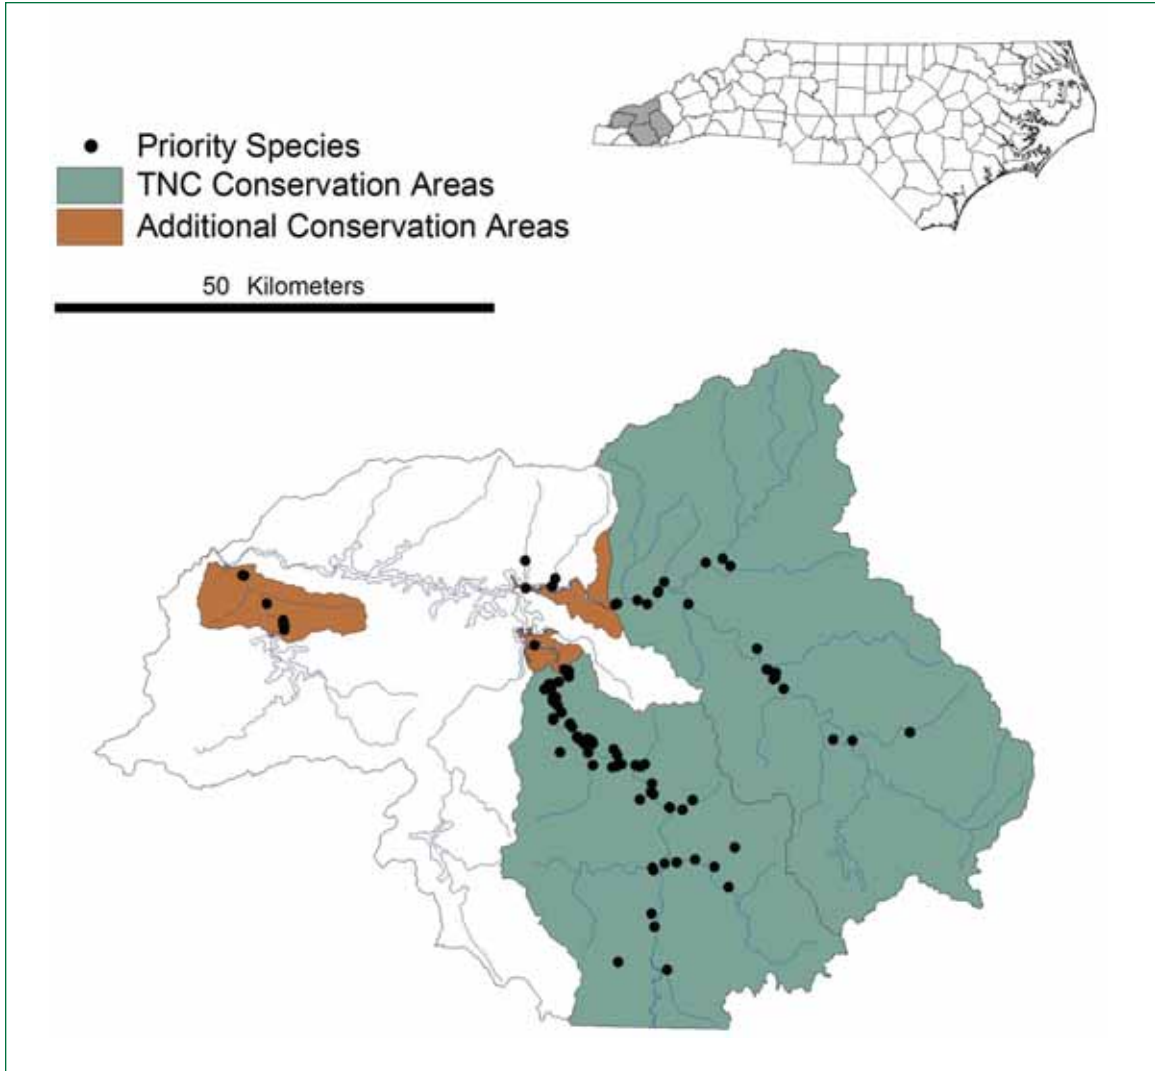 Priority Species
TNC Conservation Areas
Additional Conservation Areas
50 Kilometers